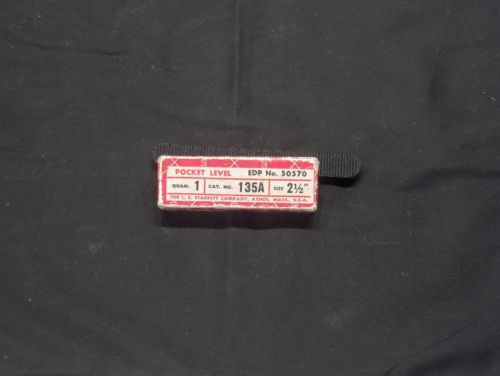 POCKET LEVEL EDP No. 50570
QUAN. 1 CAT. NO. 135A SIZE 2½"
THE L. S. STARRETT COMPANY, ATHOL, MASS., U.S.A.